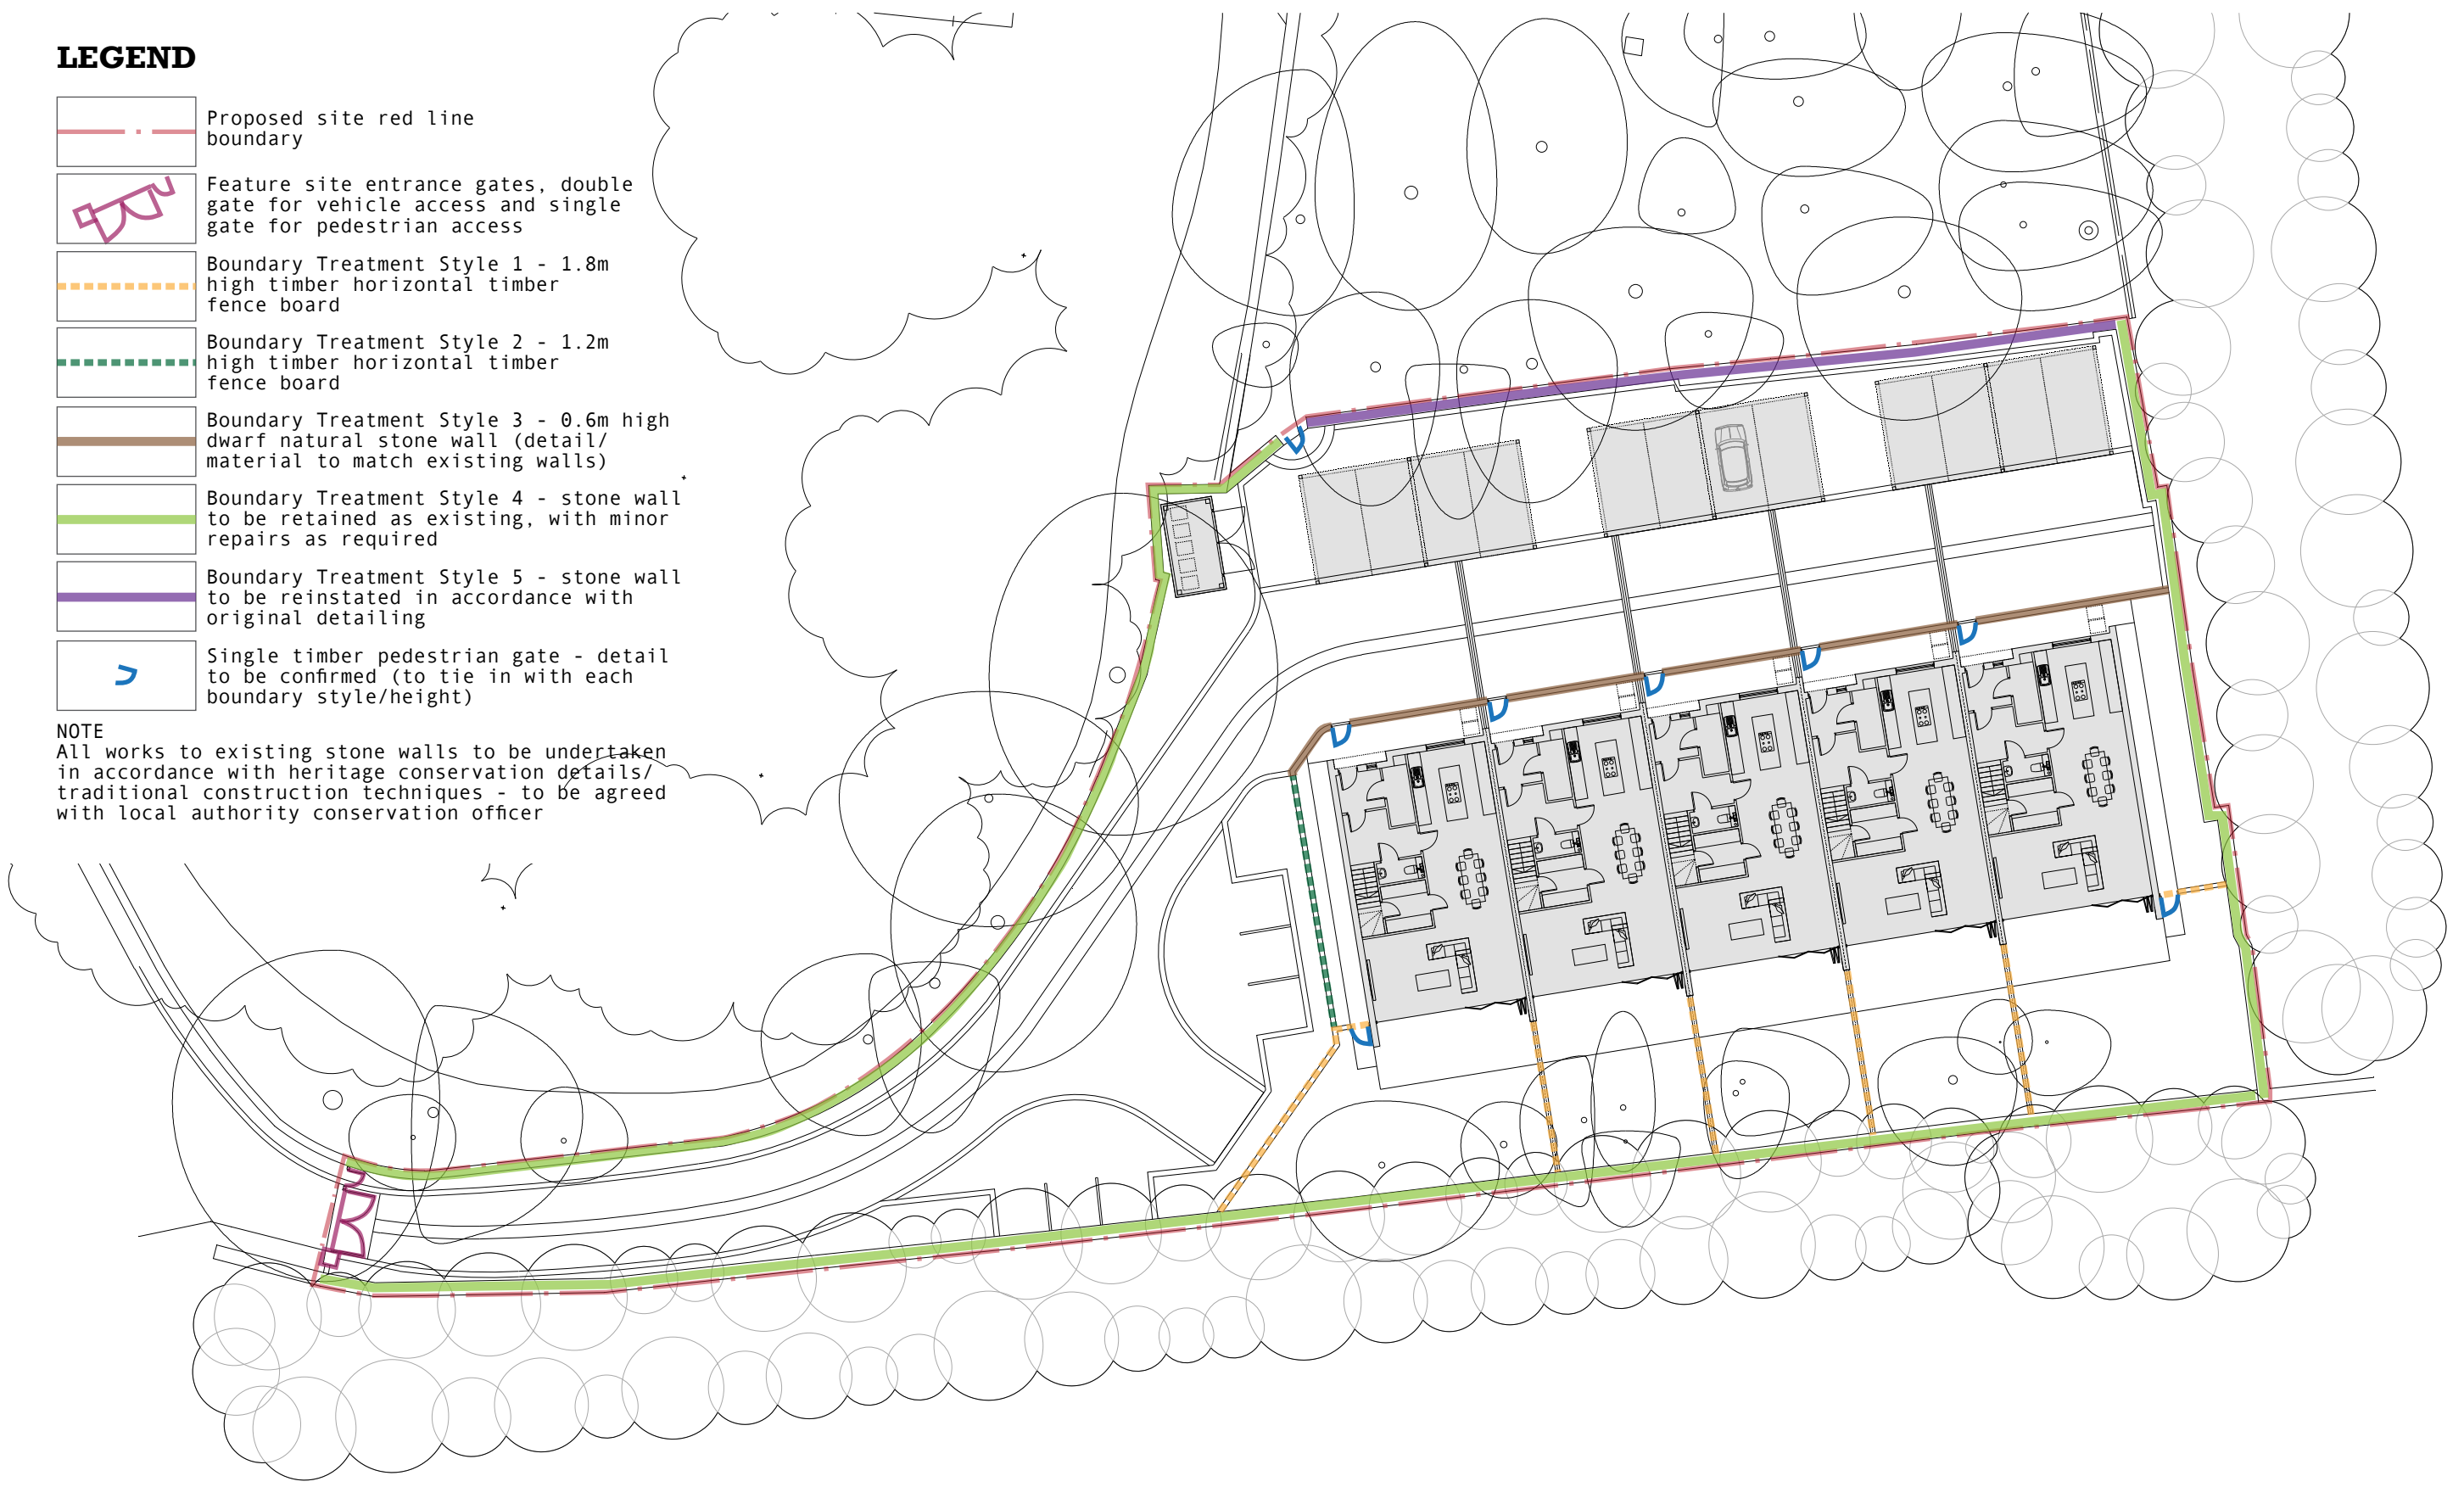 LEGEND
Proposed site red line
boundary
Feature site entrance gates, double
gate for vehicle access and single
gate for pedestrian access
Boundary Treatment Style 1 - 1.8m
high timber horizontal timber
fence board
Boundary Treatment Style 2 - 1.2m
high timber horizontal timber
fence board
Boundary Treatment Style 3 - 0.6m high
dwarf natural stone wall (detail/
material to match existing walls)
Boundary Treatment Style 4 - stone wall
to be retained as existing, with minor
repairs as required
Boundary Treatment Style 5 - stone wall
to be reinstated in accordance with
original detailing
Single timber pedestrian gate - detail
to be confirmed (to tie in with each
boundary style/height)
NOTE
All works to existing stone walls to be undertaken
in accordance with heritage conservation details/
traditional construction techniques - to be agreed
with local authority conservation officer